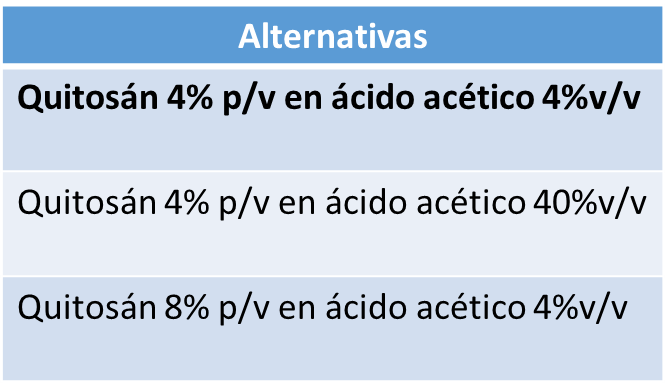 Alternativas
Quitosán 4% p/v en ácido acético 4%v/v
Quitosán 4% p/v en ácido acético 40%v/v
Quitosán 8% p/v en ácido acético 4%v/v